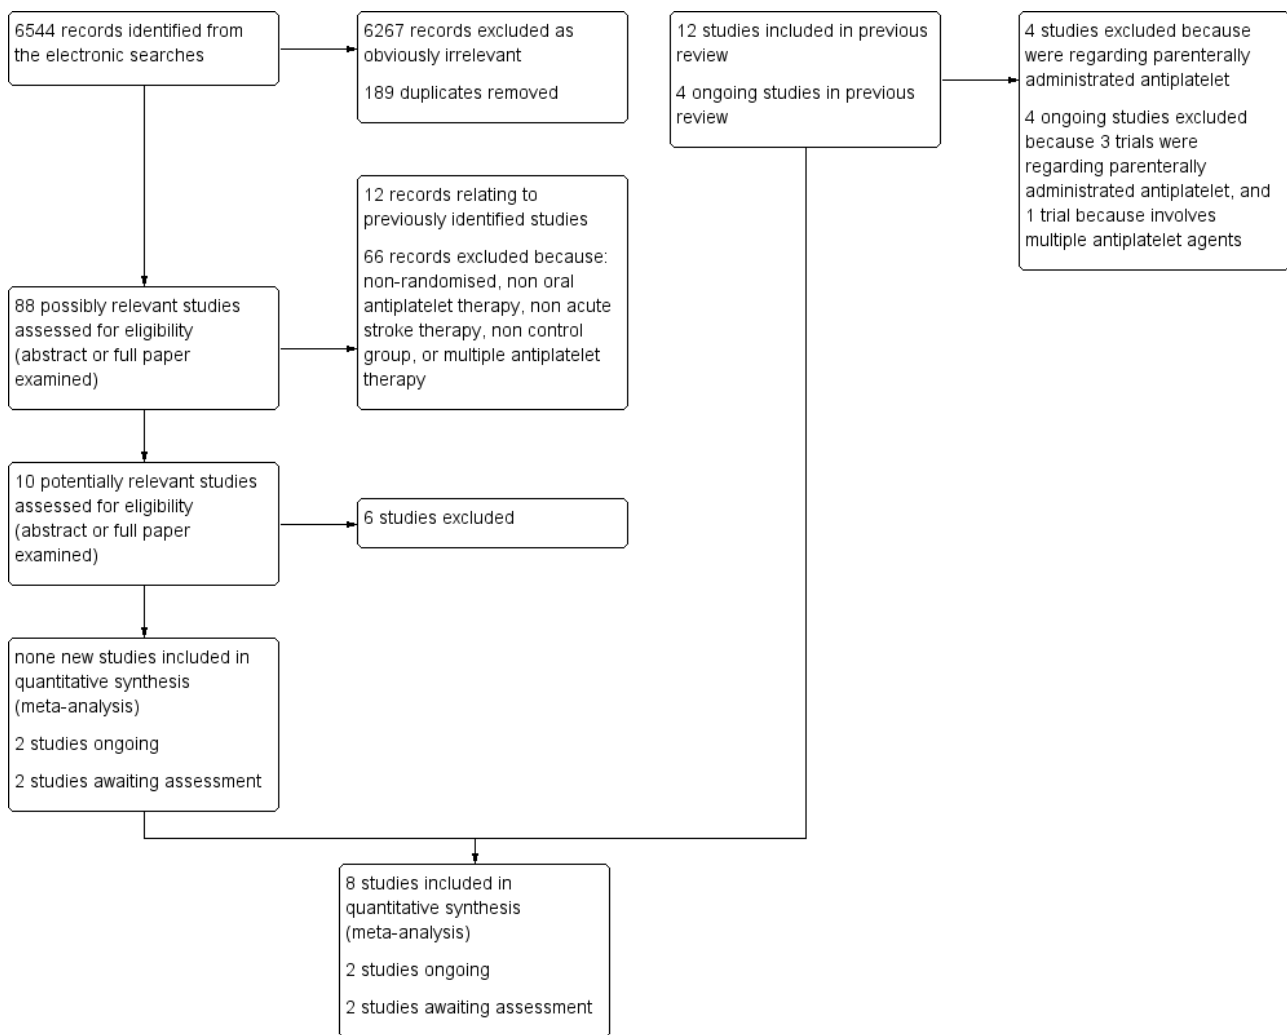 6544 records identified from
the electronic searches
6267 records excluded as
obviously irrelevant
189 duplicates removed
12 studies included in previous
review
4 ongoing studies in previous
review
4 studies excluded because
were regarding parenterally
administrated antiplatelet
4 ongoing studies excluded
because 3 trials were
regarding parenterally
administrated antiplatelet, and
1 trial because involves
multiple antiplatelet agents
12 records relating to
previously identified studies
66 records excluded because:
non-randomised, non oral
antiplatelet therapy, non acute
stroke therapy, non control
group, or multiple antiplatelet
therapy
88 possibly relevant studies
assessed for eligibility
(abstract or full paper
examined)
10 potentially relevant studies
assessed for eligibility
(abstract or full paper
examined)
6 studies excluded
none new studies included in
quantitative synthesis
(meta-analysis)
2 studies ongoing
2 studies awaiting assessment
8 studies included in
quantitative synthesis
(meta-analysis)
2 studies ongoing
2 studies awaiting assessment